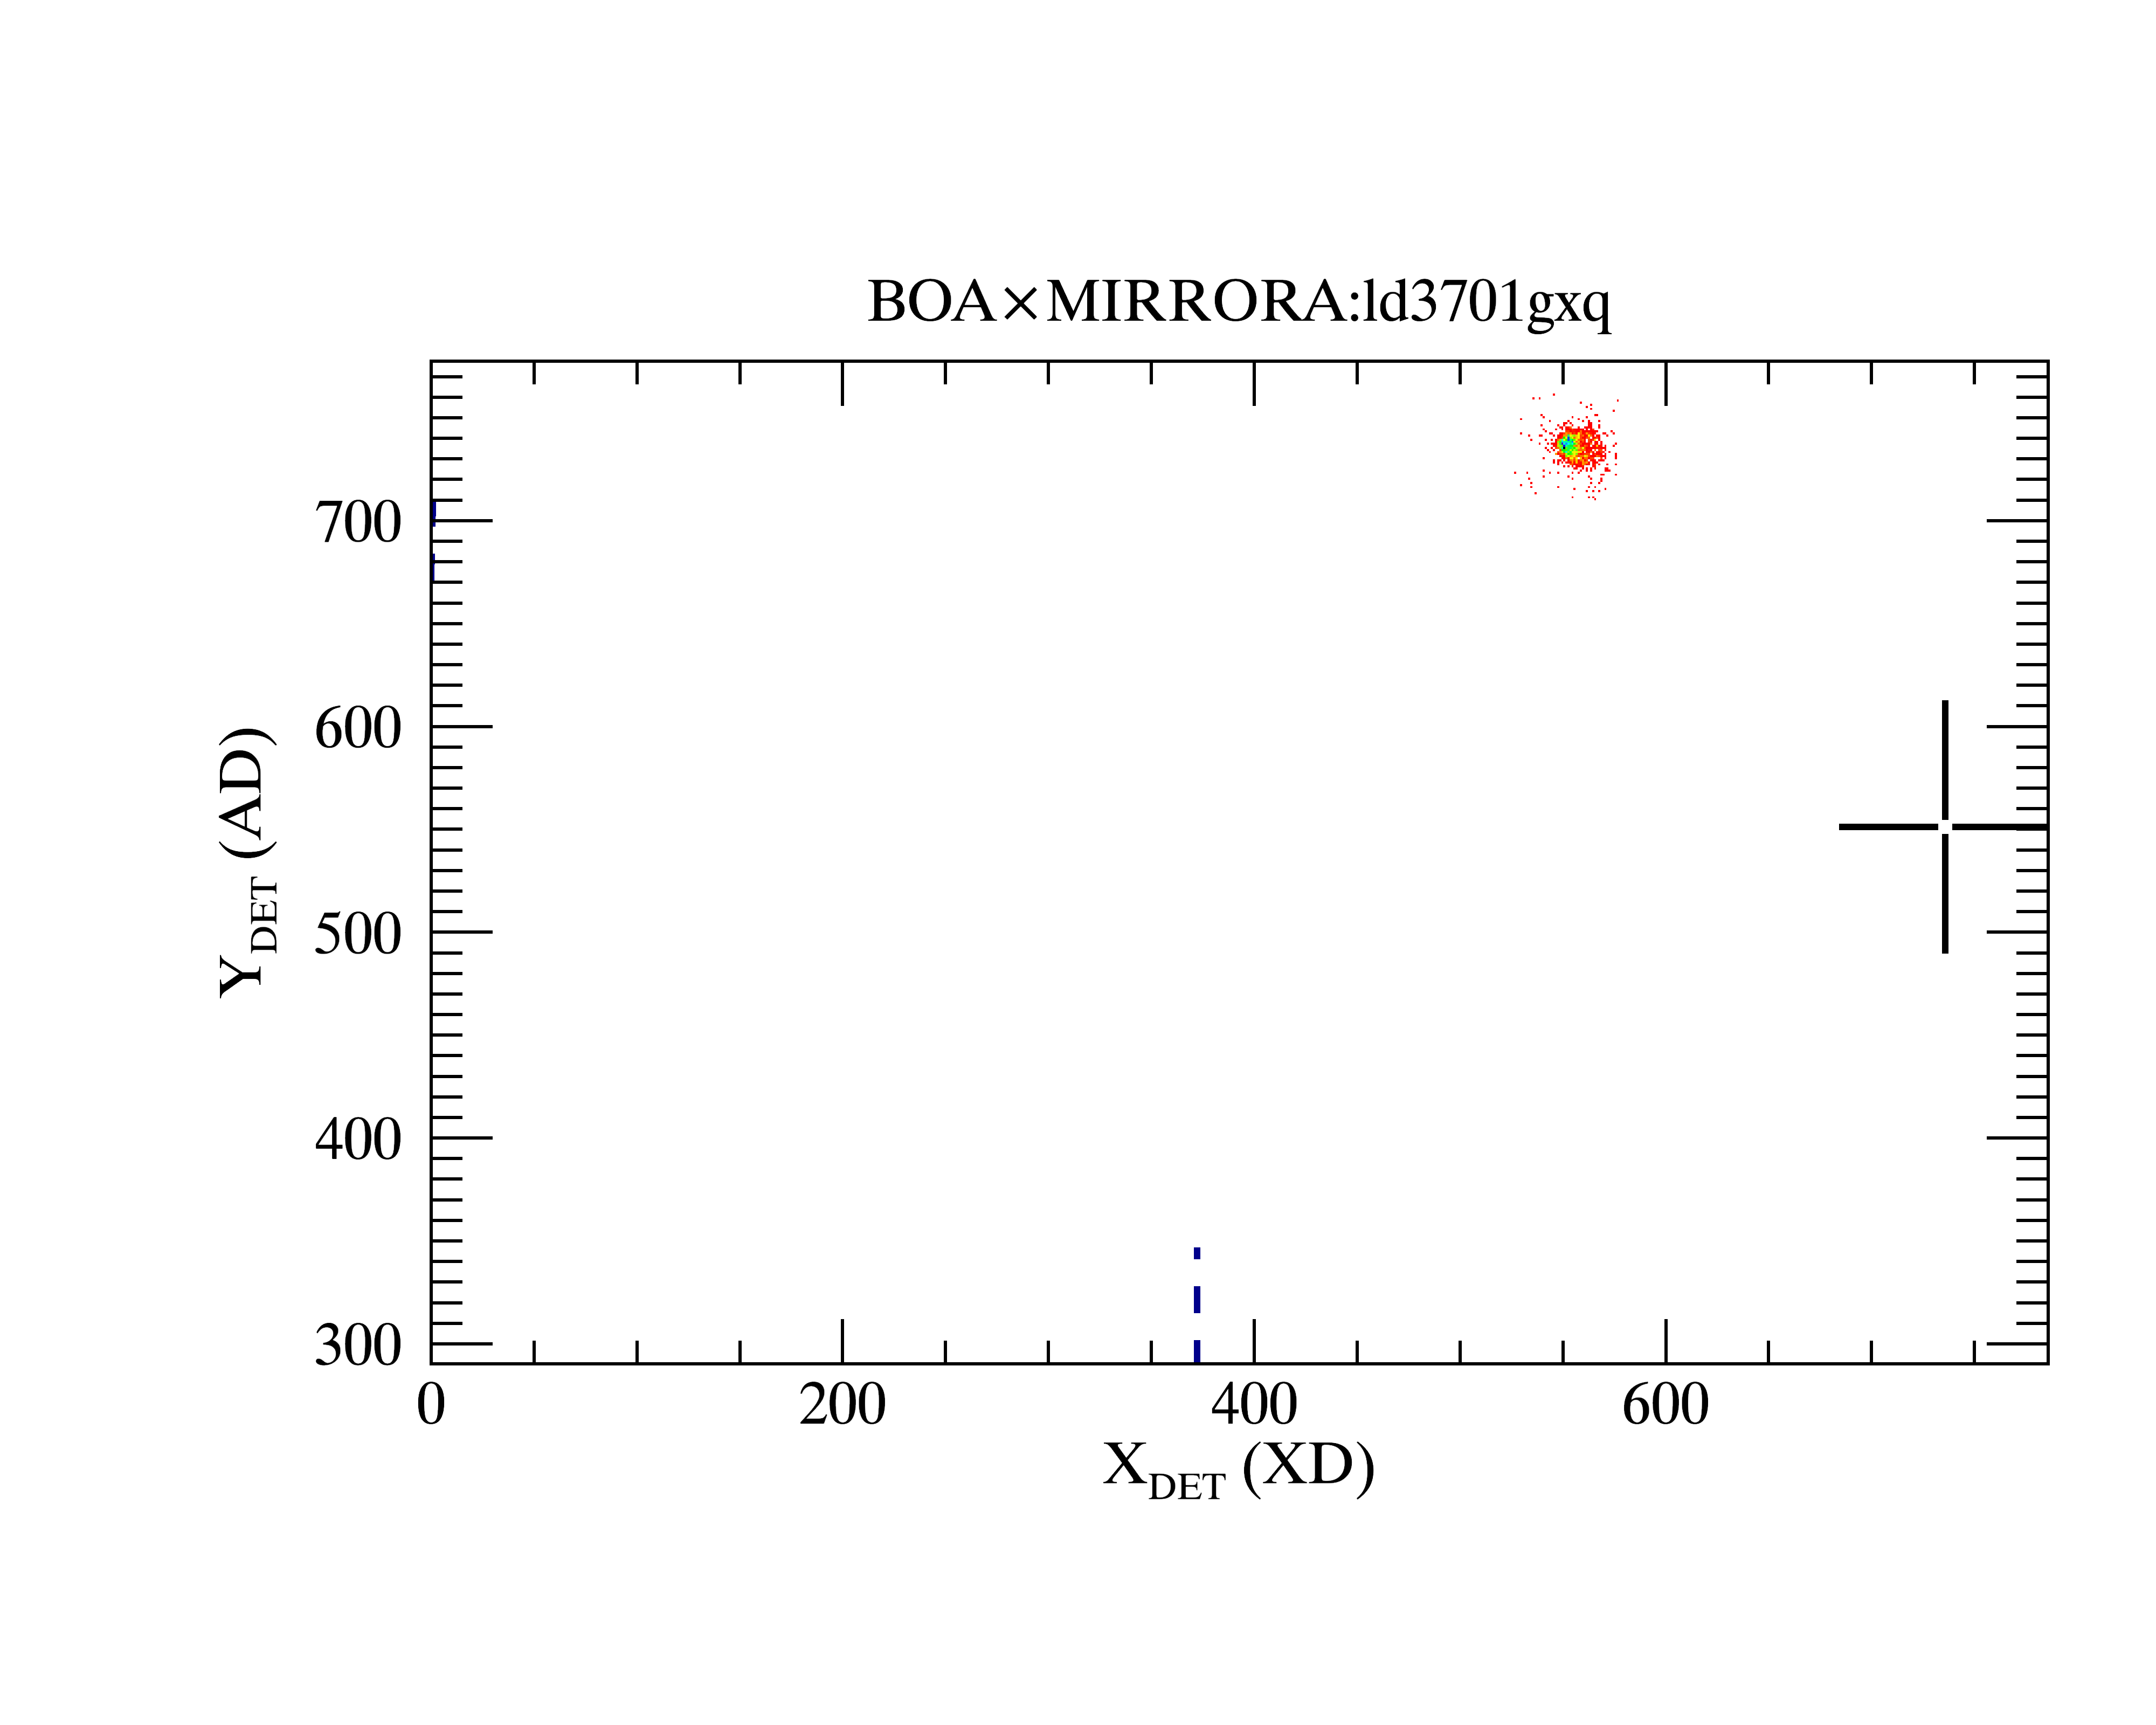 BOA×MIRRORA:ld3701gxq
700
600
500
400
300
Y_DET (AD)
0 200 400 600
X_DET (XD)